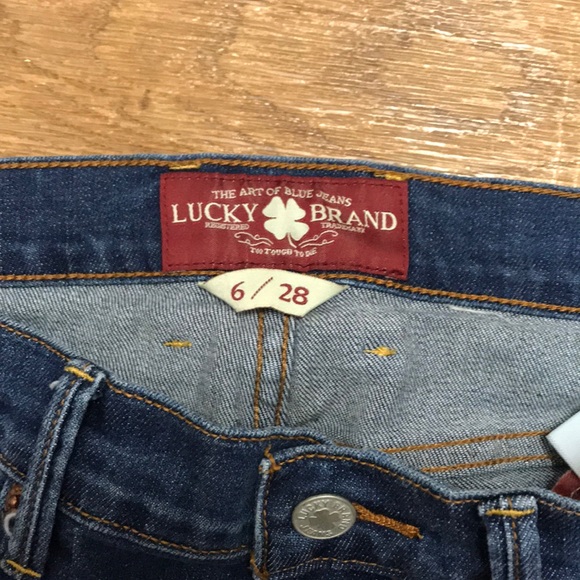 THE ART OF BLUE JEANS
LUCKY BRAND
REGISTERED TRADEMARK
TOO TOUGH TO DIE
6 28